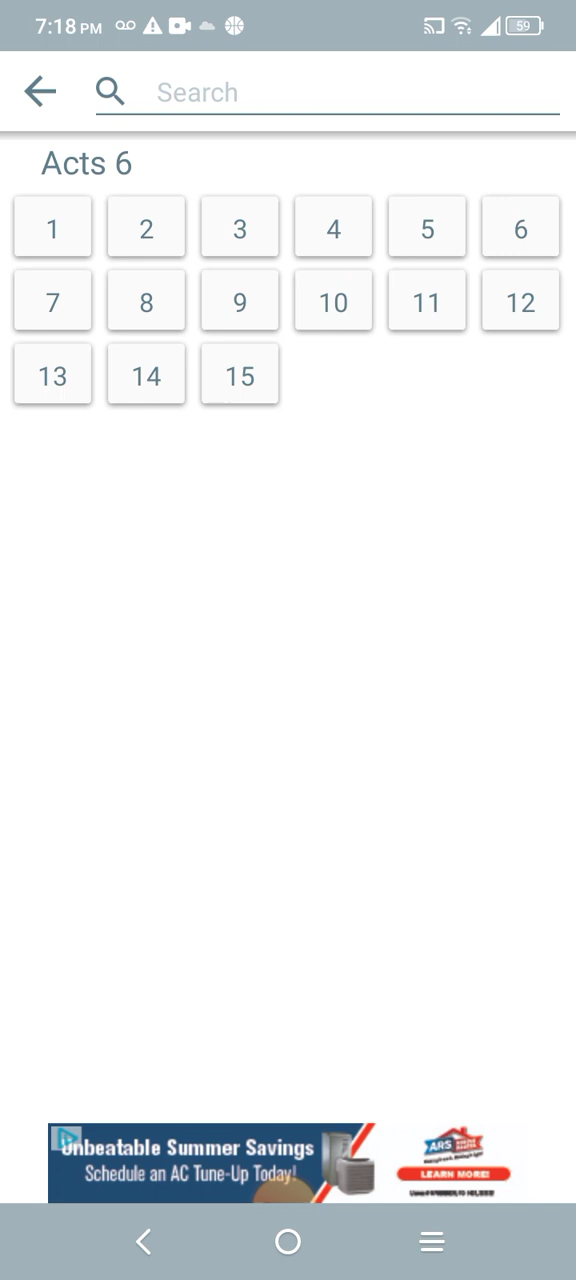 7:18 PM 59
Search
Acts 6
1 2 3 4 5 6
7 8 9 10 11 12
13 14 15
Unbeatable Summer Savings
Schedule an AC Tune-Up Today!
ARS
LEARN MORE!